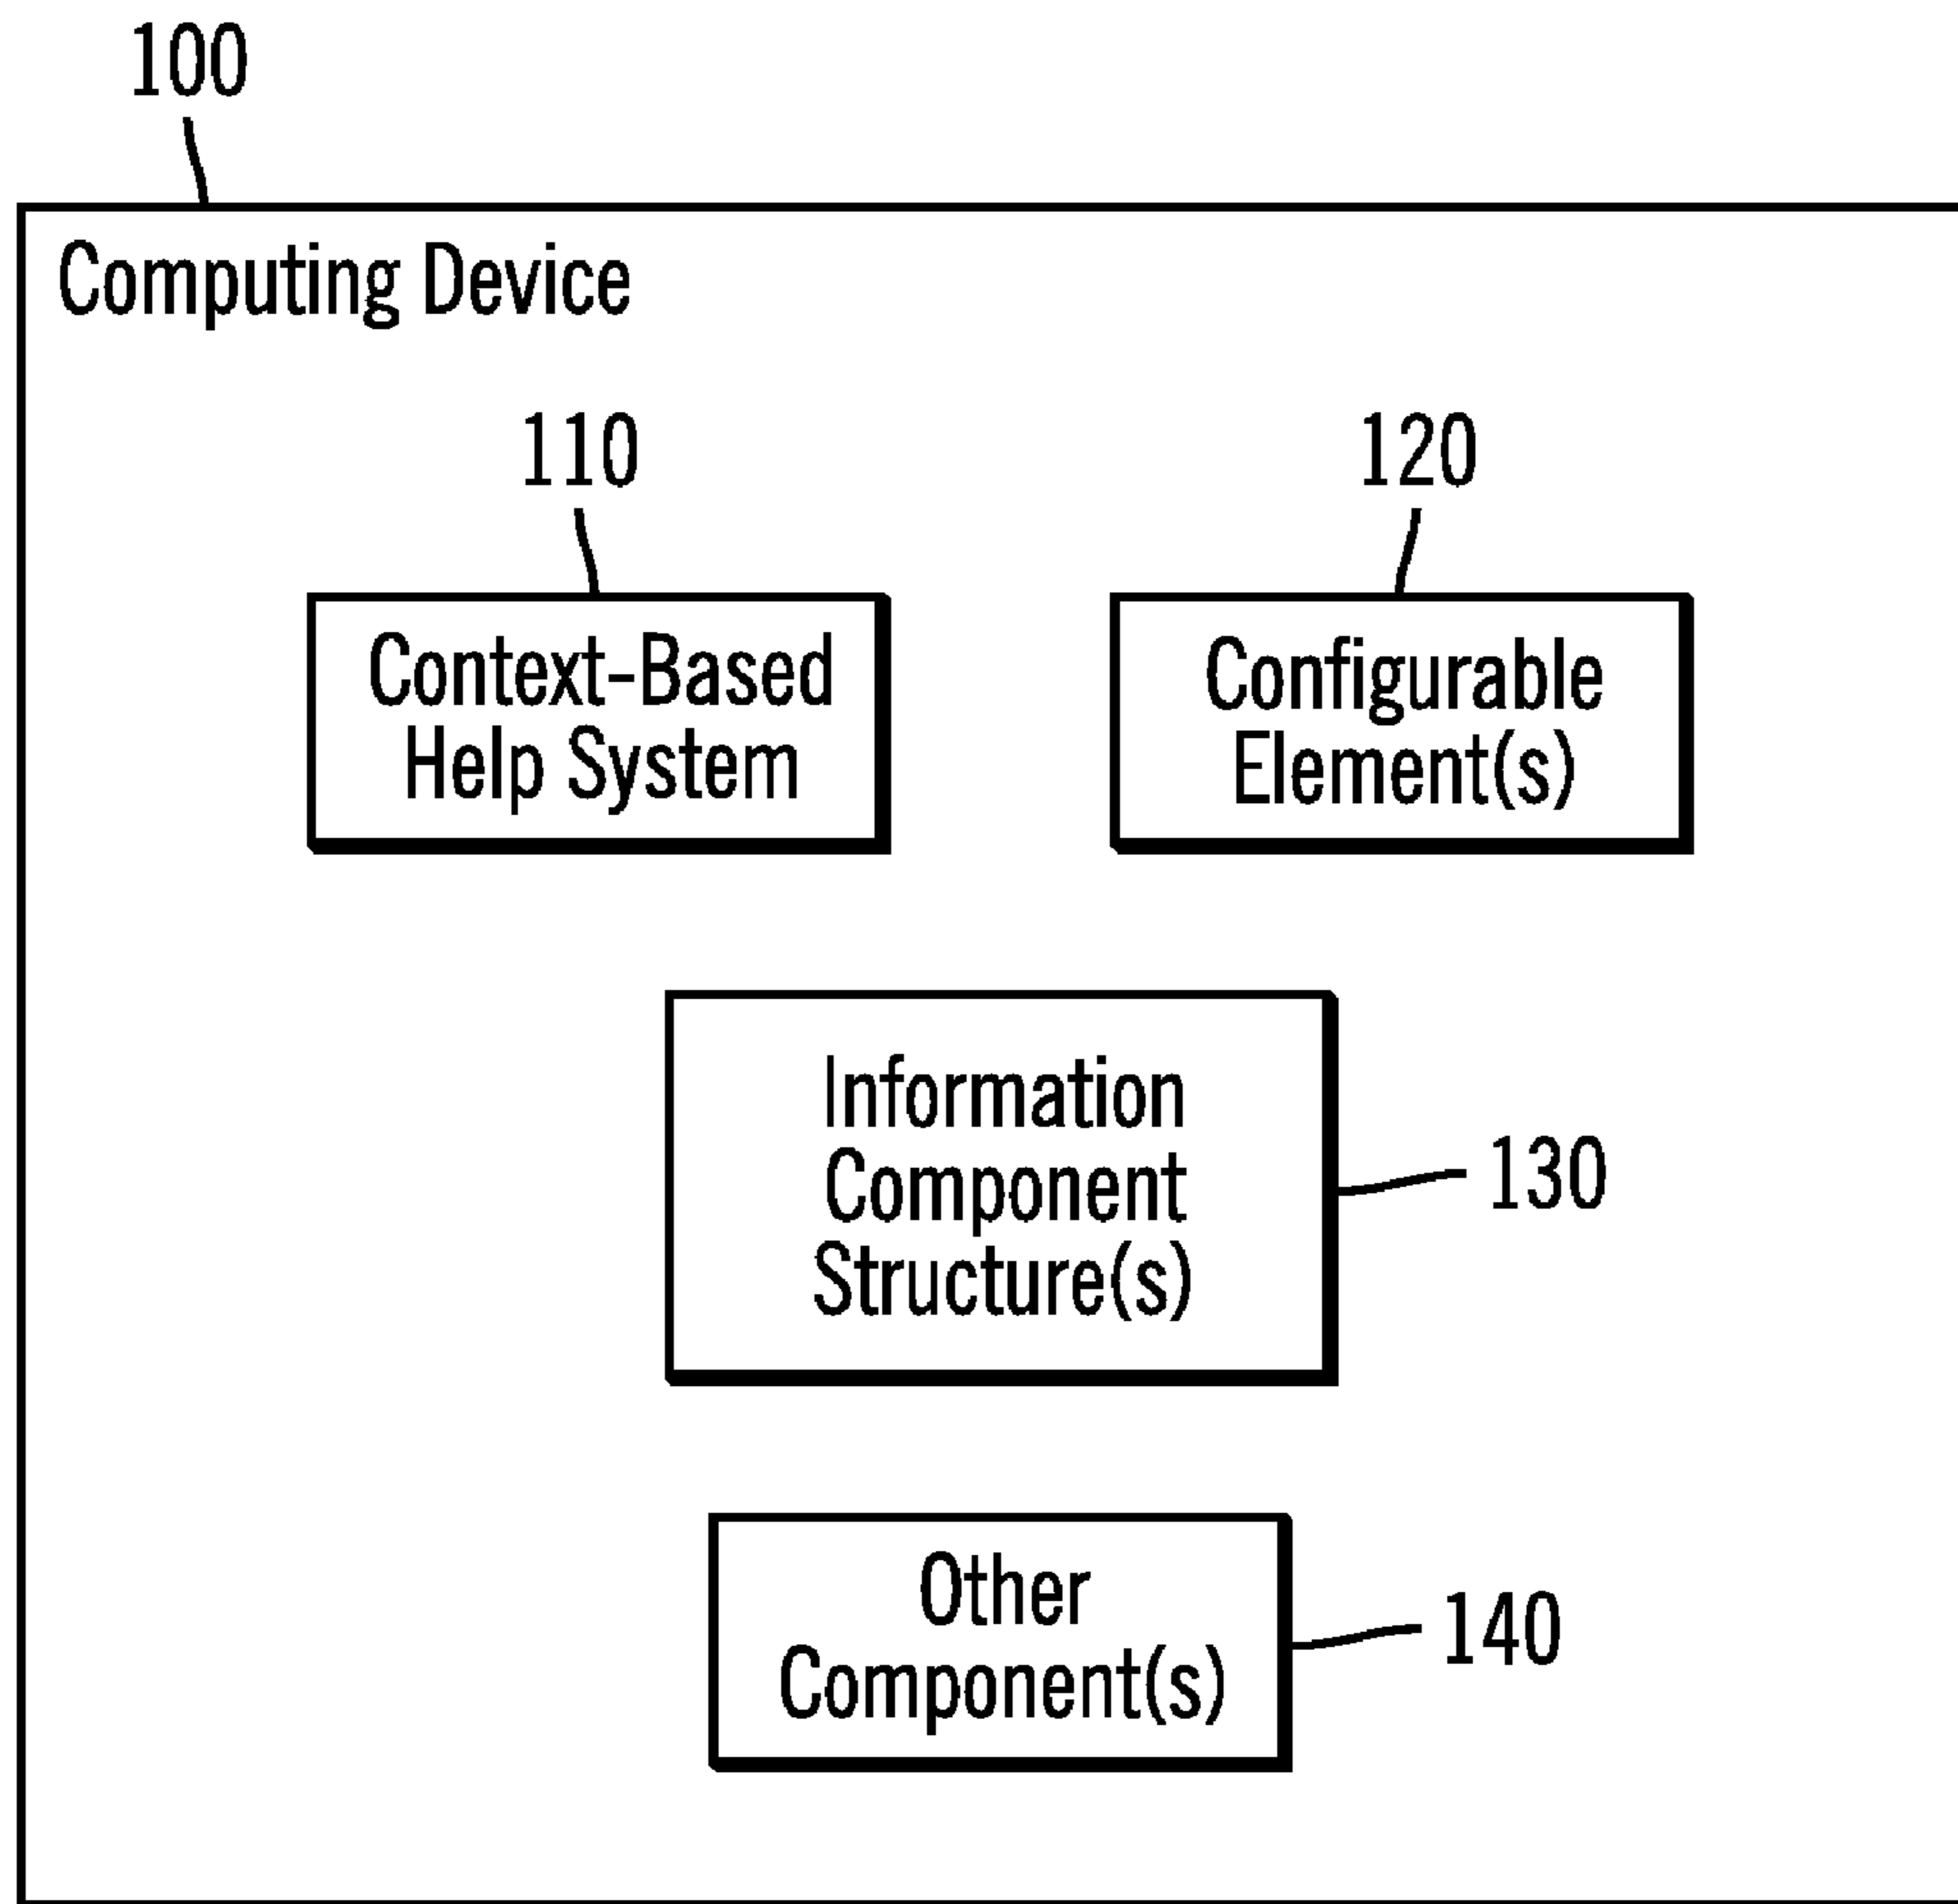 100
Computing Device
110
120
Context-Based
Help System
Configurable
Element(s)
Information
Component
Structure(s)
130
Other
Component(s)
140